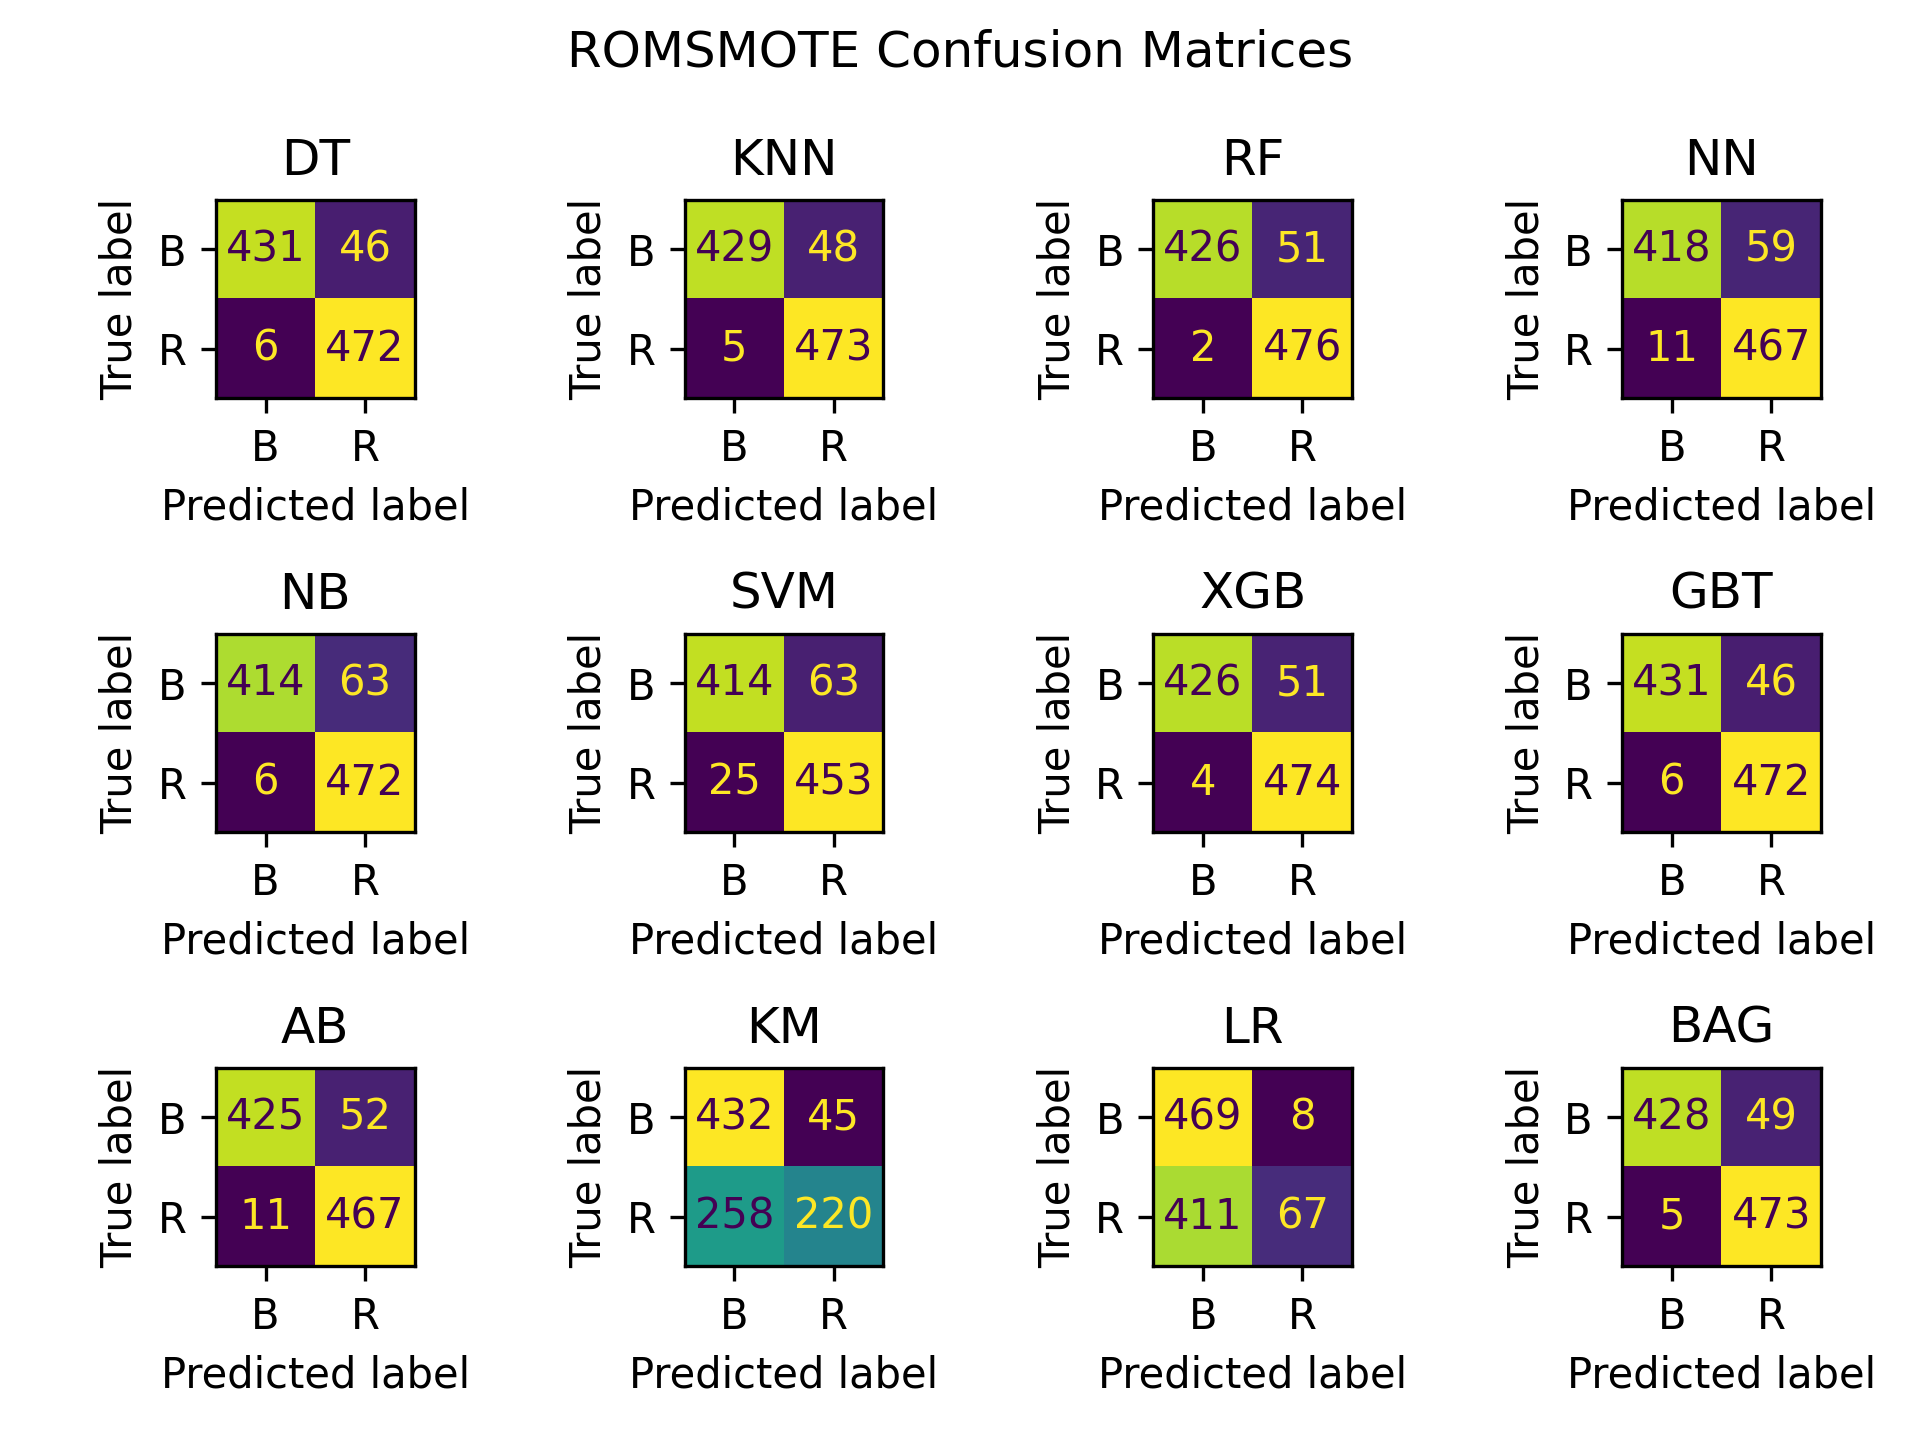 ROMSMOTE Confusion Matrices
DT
True label
B 431 46
R 6 472
B R
Predicted label
KNN
True label
B 429 48
R 5 473
B R
Predicted label
RF
True label
B 426 51
R 2 476
B R
Predicted label
NN
True label
B 418 59
R 11 467
B R
Predicted label
NB
True label
B 414 63
R 6 472
B R
Predicted label
SVM
True label
B 414 63
R 25 453
B R
Predicted label
XGB
True label
B 426 51
R 4 474
B R
Predicted label
GBT
True label
B 431 46
R 6 472
B R
Predicted label
AB
True label
B 425 52
R 11 467
B R
Predicted label
KM
True label
B 432 45
R 258 220
B R
Predicted label
LR
True label
B 469 8
R 411 67
B R
Predicted label
BAG
True label
B 428 49
R 5 473
B R
Predicted label